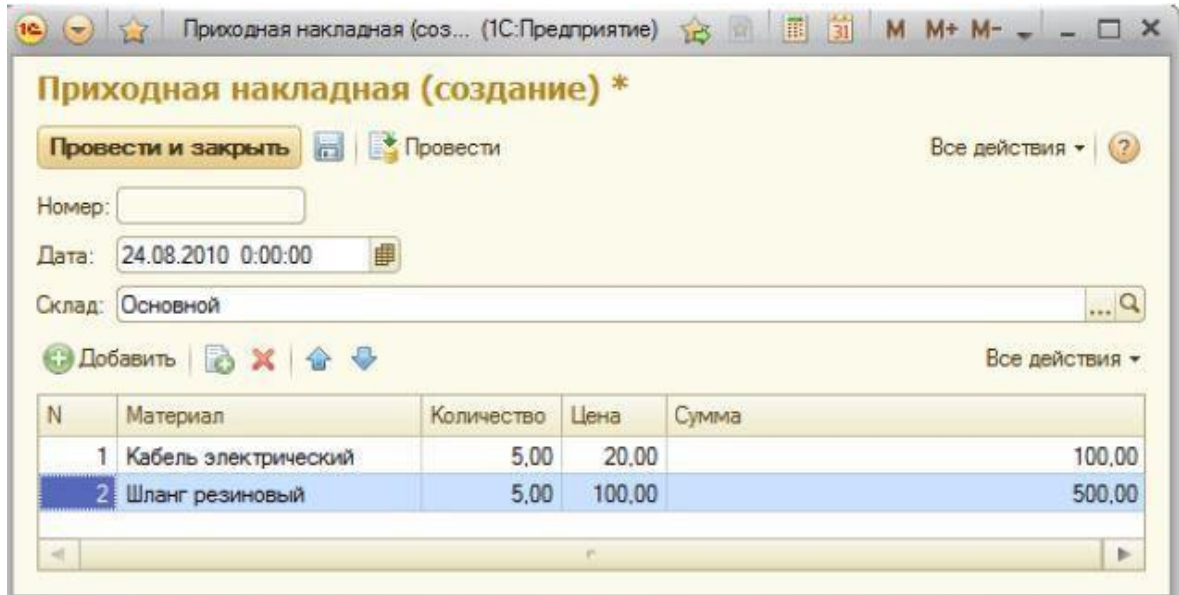 1С Приходная накладная (соз... (1С:Предприятие) 31 M M+ M-
Приходная накладная (создание) *
Провести и закрыть Провести Все действия ?
Номер:
Дата: 24.08.2010 0:00:00
Склад: Основной ...
Добавить Все действия
N Материал Количество Цена Сумма
1 Кабель электрический 5,00 20,00 100,00
2 Шланг резиновый 5,00 100,00 500,00